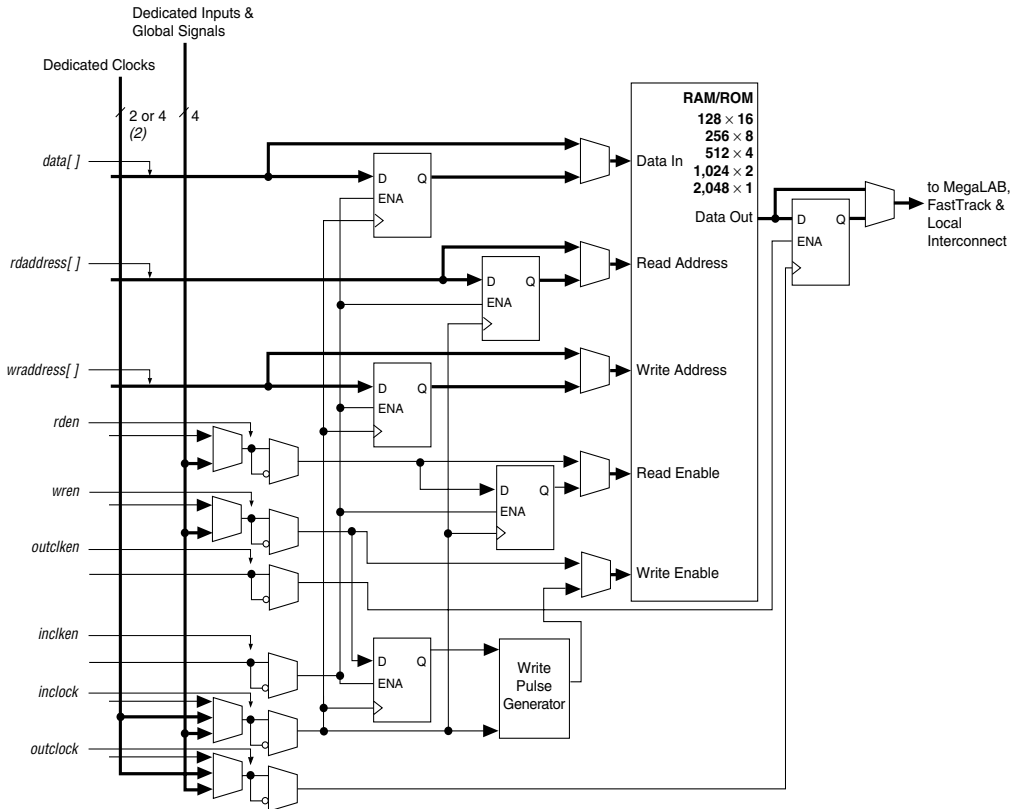 Dedicated Inputs &
Global Signals
Dedicated Clocks
2 or 4
(2)
4
RAM/ROM
128 × 16
256 × 8
512 × 4
1,024 × 2
2,048 × 1
data[ ]
D Q
ENA
Data In
Data Out
D Q
ENA
to MegaLAB,
FastTrack &
Local
Interconnect
rdaddress[ ]
D Q
ENA
Read Address
wraddress[ ]
D Q
ENA
Write Address
rden
D Q
ENA
Read Enable
wren
outclken
Write Enable
inclken
D Q
ENA
Write
Pulse
Generator
inclock
outclock